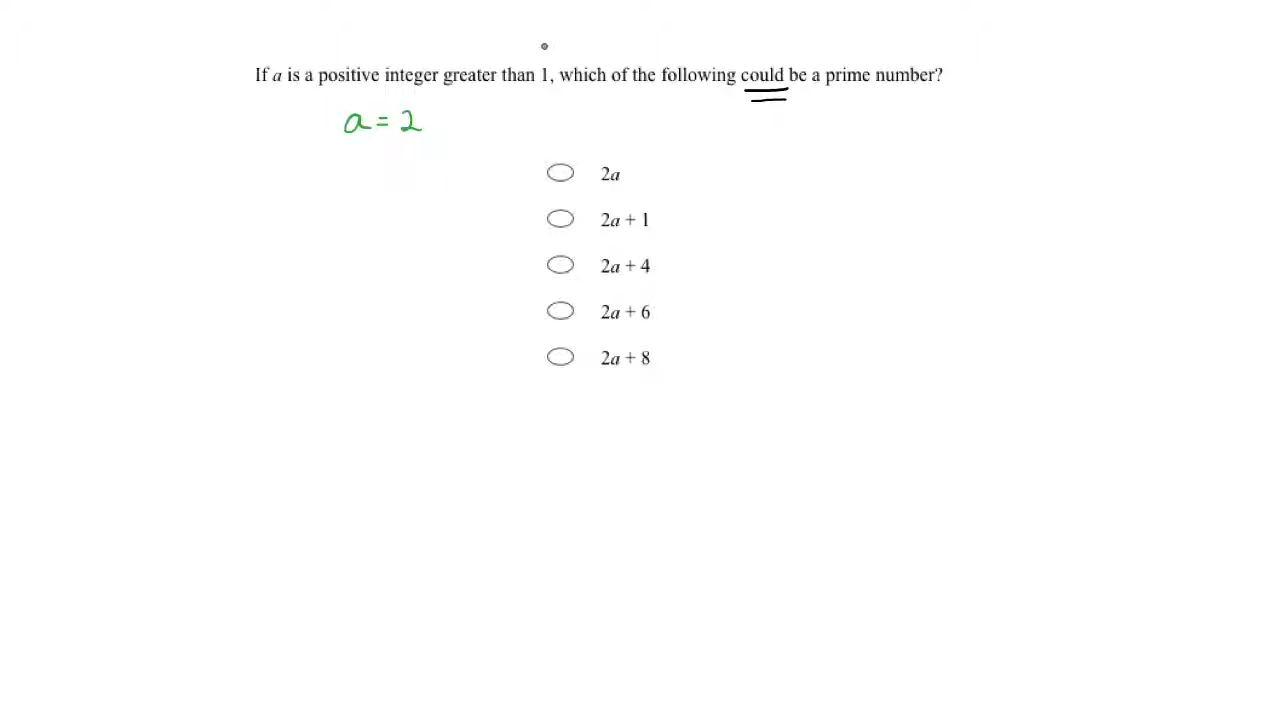 If a is a positive integer greater than 1, which of the following could be a prime number?
a = 2
2a
2a + 1
2a + 4
2a + 6
2a + 8